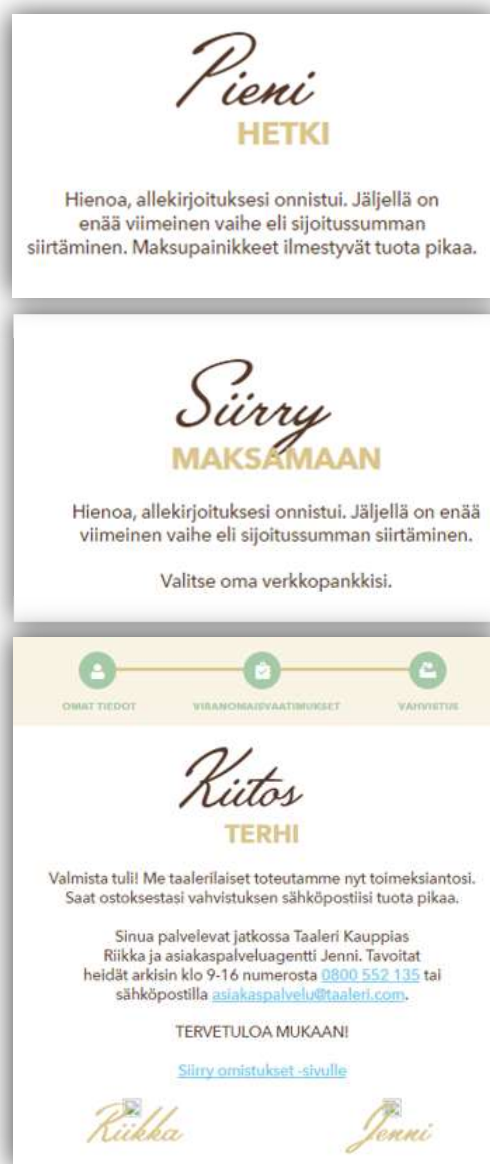 Pieni
HETKI
Hienoa, allekirjoituksesi onnistui. Jäljellä on
enää viimeinen vaihe eli sijoitussumman
siirtäminen. Maksupainikkeet ilmestyvät tuota pikaa.
Siirry
MAKSAMAAN
Hienoa, allekirjoituksesi onnistui. Jäljellä on enää
viimeinen vaihe eli sijoitussumman siirtäminen.
Valitse oma verkkopankkisi.
OMAT TIEDOT VIRANOMAISVAATIMUKSET VAHVISTUS
Kiitos
TERHI
Valmista tuli! Me taalerilaiset toteutamme nyt toimeksiantosi.
Saat ostoksestasi vahvistuksen sähköpostiisi tuota pikaa.
Sinua palvelevat jatkossa Taaleri Kauppias
Riikka ja asiakaspalveluagentti Jenni. Tavoitat
heidät arkisin klo 9-16 numerosta 0800 552 135 tai
sähköpostilla asiakaspalvelu@taaleri.com.
TERVETULOA MUKAAN!
Siirry omistukset -sivulle
Riikka Jenni